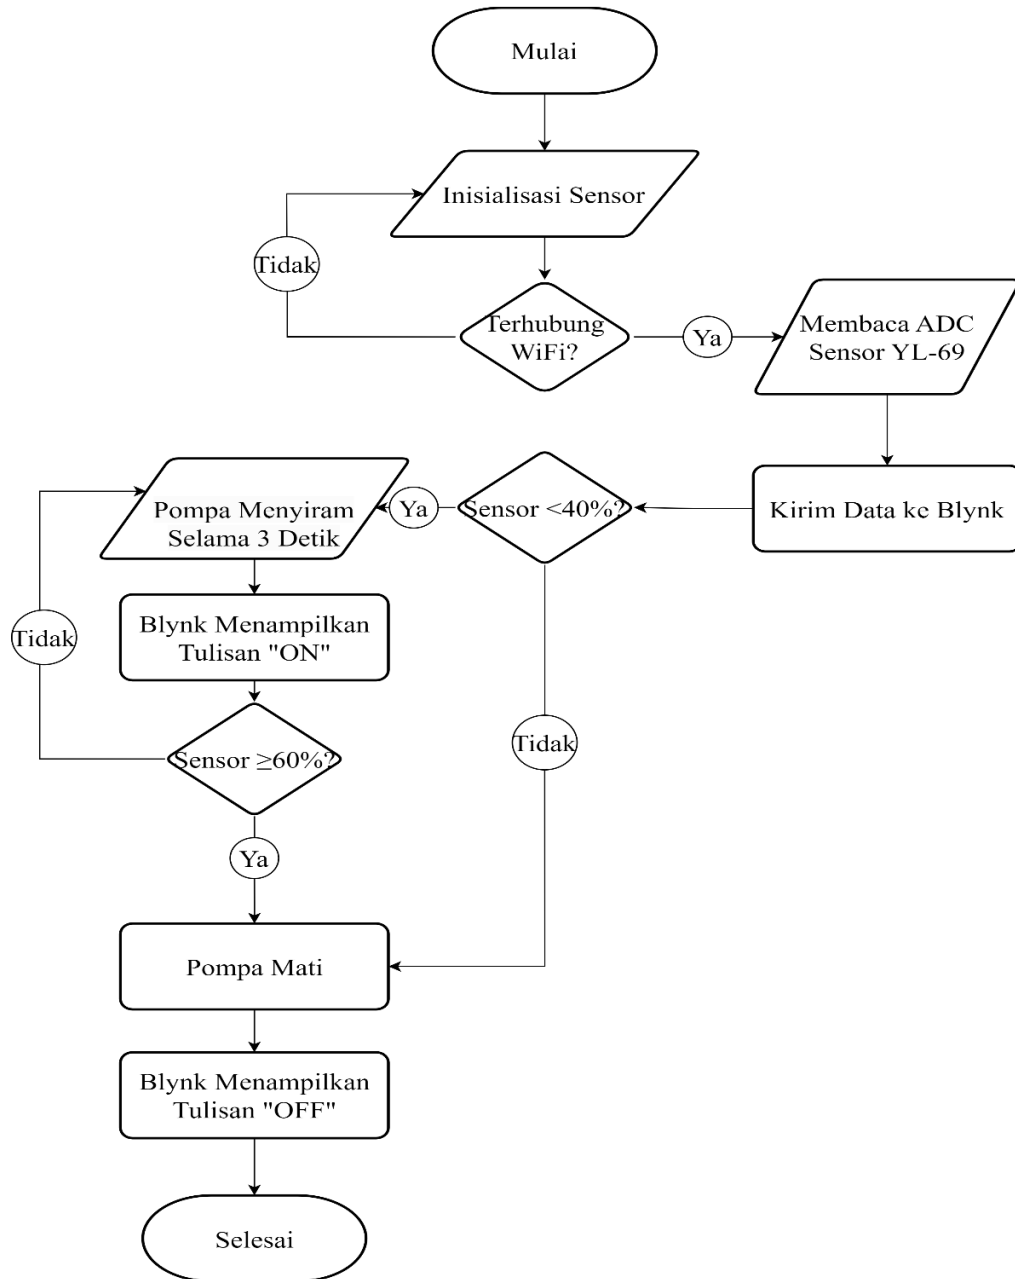 Mulai
Inisialisasi Sensor
Tidak
Terhubung
WiFi?
Ya
Membaca ADC
Sensor YL-69
Kirim Data ke Blynk
Sensor <40%?
Ya
Pompa Menyiram
Selama 3 Detik
Blynk Menampilkan
Tulisan "ON"
Tidak
Sensor ≥60%?
Tidak
Ya
Pompa Mati
Blynk Menampilkan
Tulisan "OFF"
Selesai